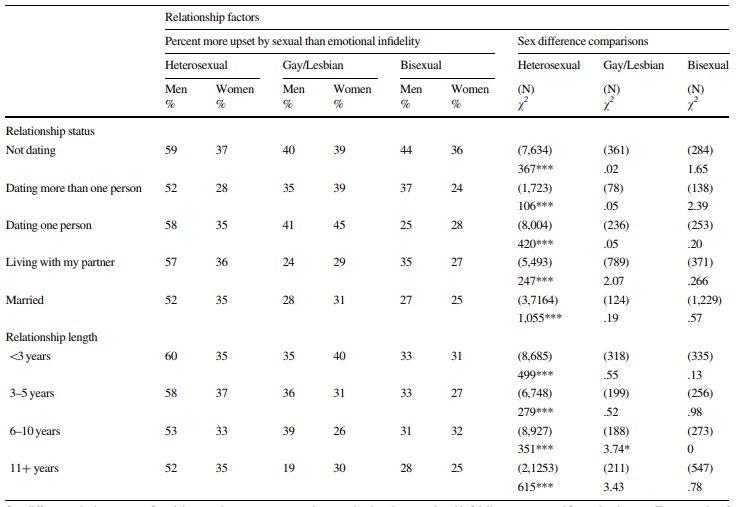 Relationship factors
Percent more upset by sexual than emotional infidelity Sex difference comparisons
Heterosexual Gay/Lesbian Bisexual Heterosexual Gay/Lesbian Bisexual
Men Women Men Women Men Women (N) (N) (N)
% % % % % % χ2 χ2 χ2
Relationship status
Not dating 59 37 40 39 44 36 (7,634) (361) (284)
367*** .02 1.65
Dating more than one person 52 28 35 39 37 24 (1,723) (78) (138)
106*** .05 2.39
Dating one person 58 35 41 45 25 28 (8,004) (236) (253)
420*** .05 .20
Living with my partner 57 36 24 29 35 27 (5,493) (789) (371)
247*** 2.07 .266
Married 52 35 28 31 27 25 (3,7164) (124) (1,229)
1,055*** .19 .57
Relationship length
<3 years 60 35 35 40 33 31 (8,685) (318) (335)
499*** .55 .13
3–5 years 58 37 36 31 33 27 (6,748) (199) (256)
279*** .52 .98
6–10 years 53 33 39 26 31 32 (8,927) (188) (273)
351*** 3.74* 0
11+ years 52 35 19 30 28 25 (2,1253) (211) (547)
615*** 3.43 .78